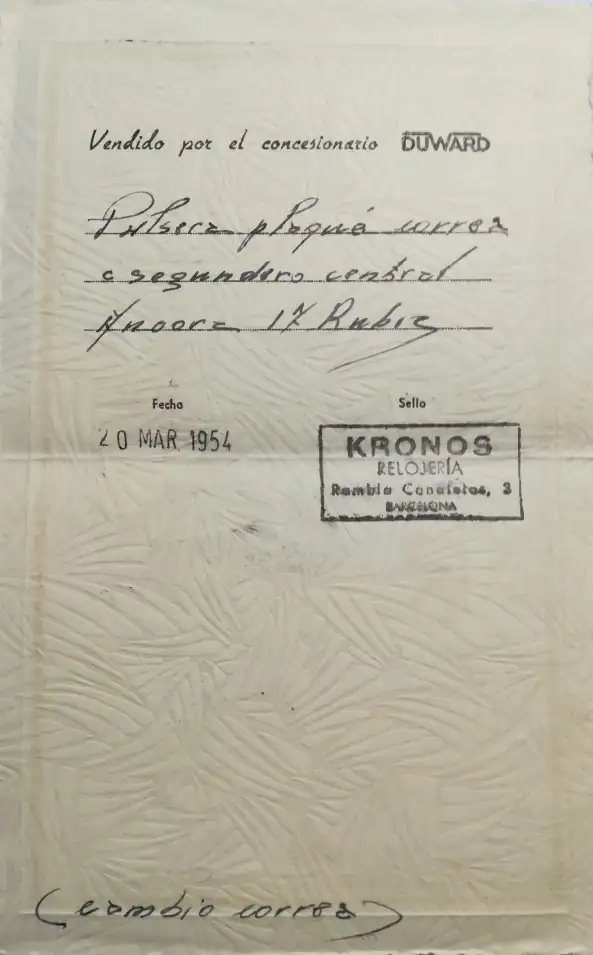 Vendido por el concesionario DUWARD
Pulsera plaqué correa
c segundero central
Ancora 17 Rubis
Fecha
Sello
20 MAR. 1954
KRONOS
RELOJERÍA
Rambla Canaletas, 3
BARCELONA
(cambio correa)